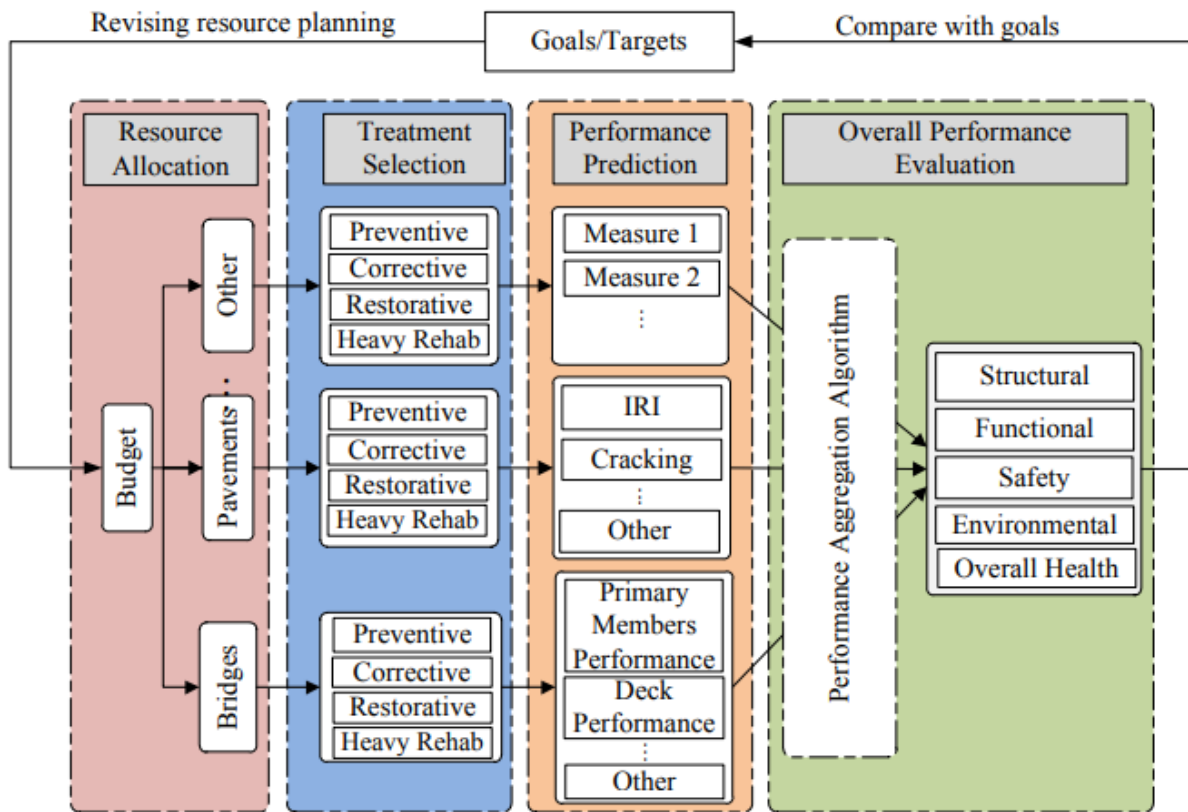 Revising resource planning
Goals/Targets
Compare with goals
Resource
Allocation
Treatment
Selection
Performance
Prediction
Overall Performance
Evaluation
Budget
Other
...
Pavements
Bridges
Preventive
Corrective
Restorative
Heavy Rehab
Preventive
Corrective
Restorative
Heavy Rehab
Preventive
Corrective
Restorative
Heavy Rehab
Measure 1
Measure 2
...
IRI
Cracking
...
Other
Primary
Members
Performance
Deck
Performance
...
Other
Performance Aggregation Algorithm
Structural
Functional
Safety
Environmental
Overall Health